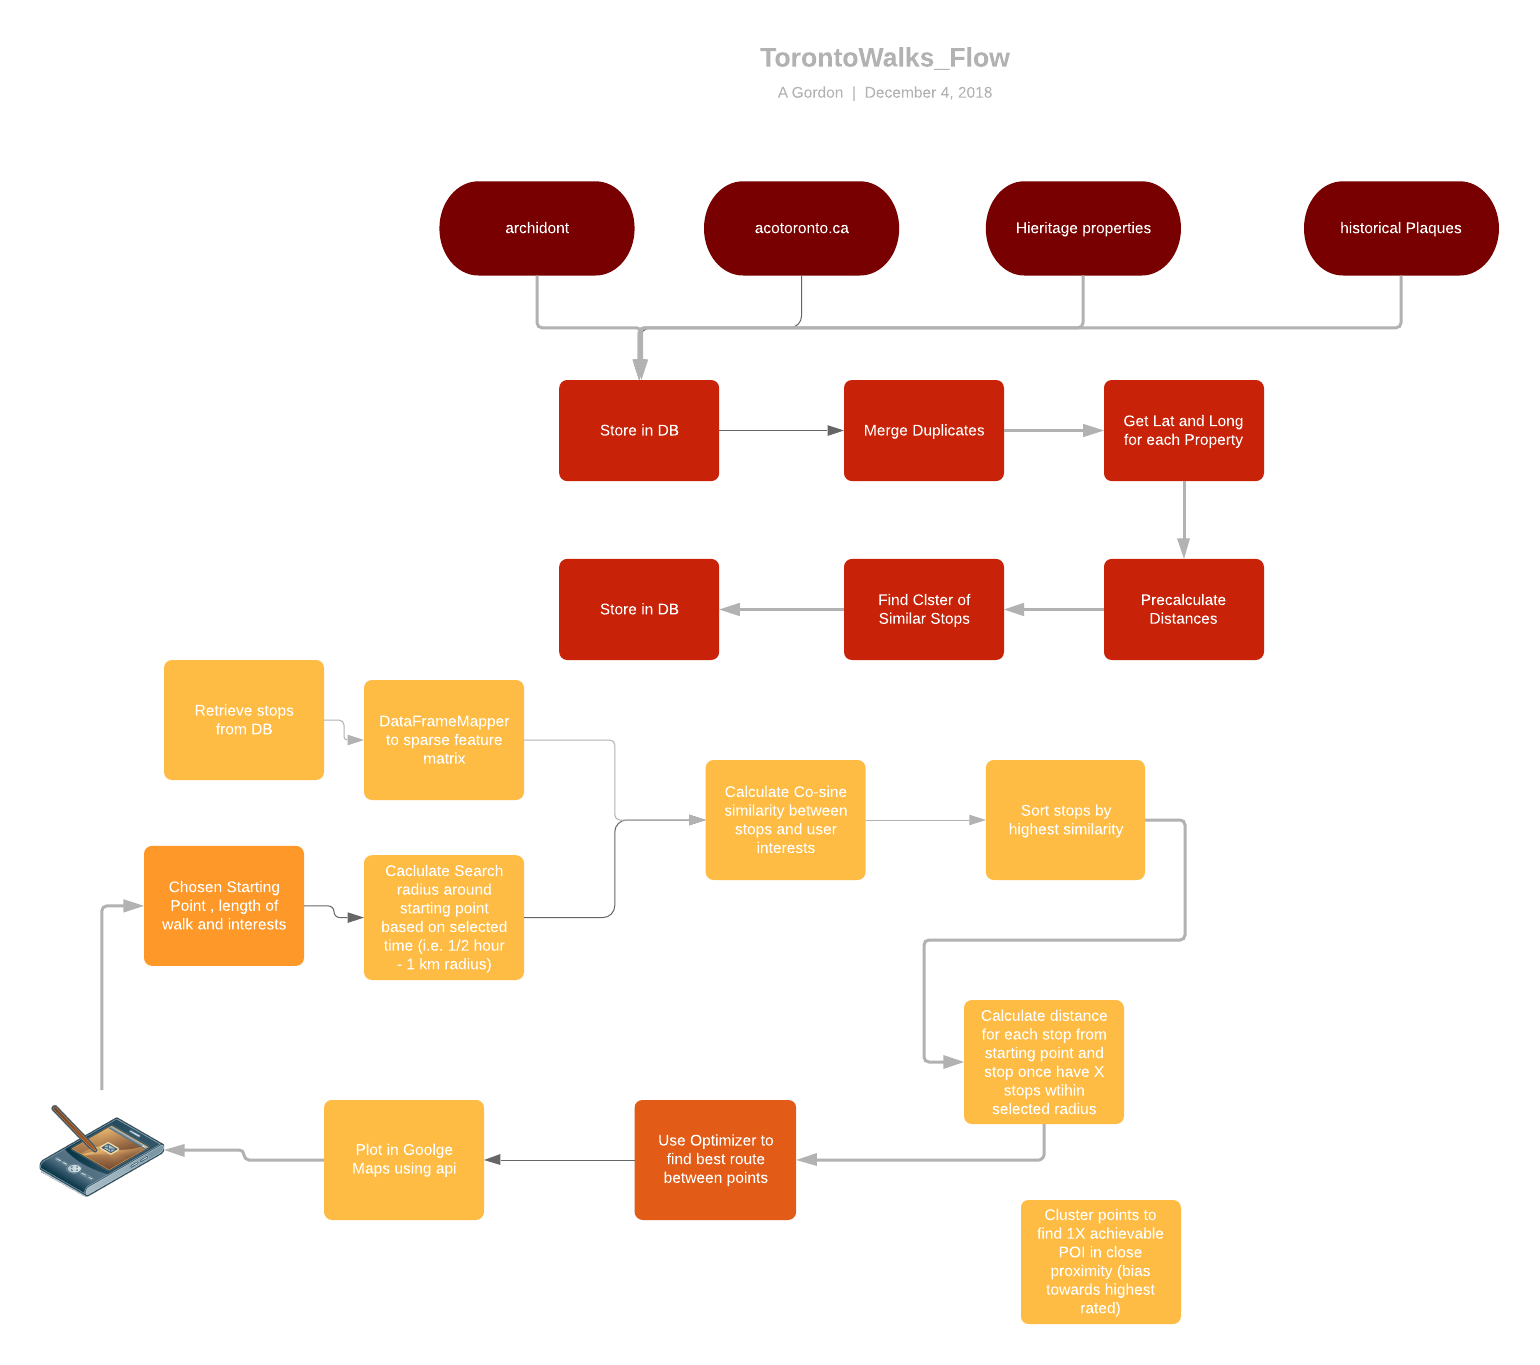 TorontoWalks_Flow
A Gordon | December 4, 2018
archidont
acotoronto.ca
Hieritage properties
historical Plaques
Store in DB
Merge Duplicates
Get Lat and Long
for each Property
Store in DB
Find Clster of
Similar Stops
Precalculate
Distances
Retrieve stops
from DB
DataFrameMapper
to sparse feature
matrix
Calculate Co-sine
similarity between
stops and user
interests
Sort stops by
highest similarity
Chosen Starting
Point , length of
walk and interests
Caclulate Search
radius around
starting point
based on selected
time (i.e. 1/2 hour
- 1 km radius)
Calculate distance
for each stop from
starting point and
stop once have X
stops wtihin
selected radius
Plot in Goolge
Maps using api
Use Optimizer to
find best route
between points
Cluster points to
find 1X achievable
POI in close
proximity (bias
towards highest
rated)